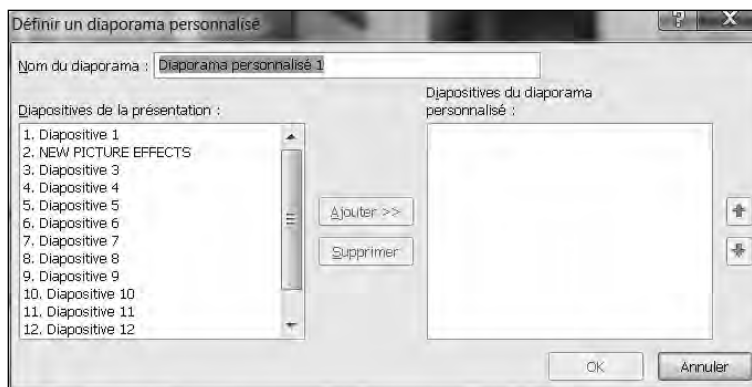 Définir un diaporama personnalisé
Nom du diaporama : Diaporama personnalisé 1
Diapositives de la présentation :
1. Diapositive 1
2. NEW PICTURE EFFECTS
3. Diapositive 3
4. Diapositive 4
5. Diapositive 5
6. Diapositive 6
7. Diapositive 7
8. Diapositive 8
9. Diapositive 9
10. Diapositive 10
11. Diapositive 11
12. Diapositive 12
Ajouter >>
Supprimer
Diapositives du diaporama
personnalisé :
OK
Annuler